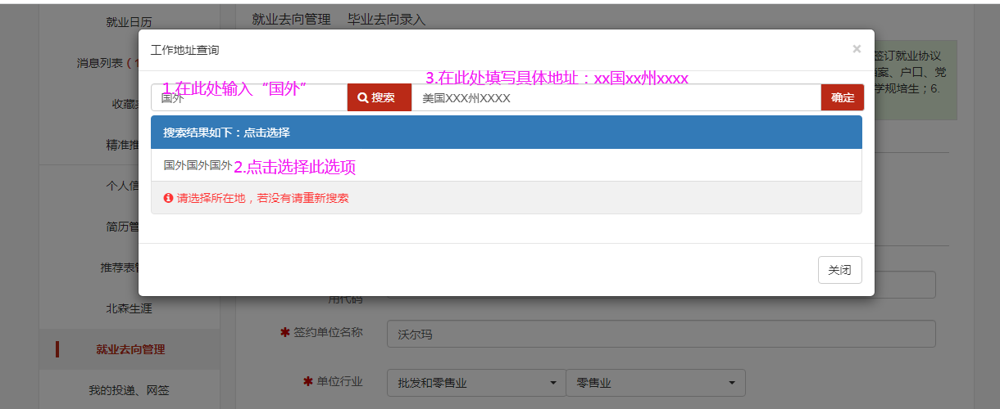 就业日历
就业去向管理 毕业去向录入
工作地址查询
×
签订就业协议
消息列表（1
档案、户口、党
学规培生；6.
1.在此处输入“国外”
3.在此处填写具体地址：xx国xx州xxxx
国外
搜索
美国XXX州XXXX
确定
收藏
搜索结果如下：点击选择
精准推
国外国外国外
2.点击选择此选项
个人信
请选择所在地，若没有请重新搜索
简历管
推荐表
关闭
用代码
北森生涯
* 签约单位名称
沃尔玛
就业去向管理
* 单位行业
批发和零售业
零售业
我的投递、网签